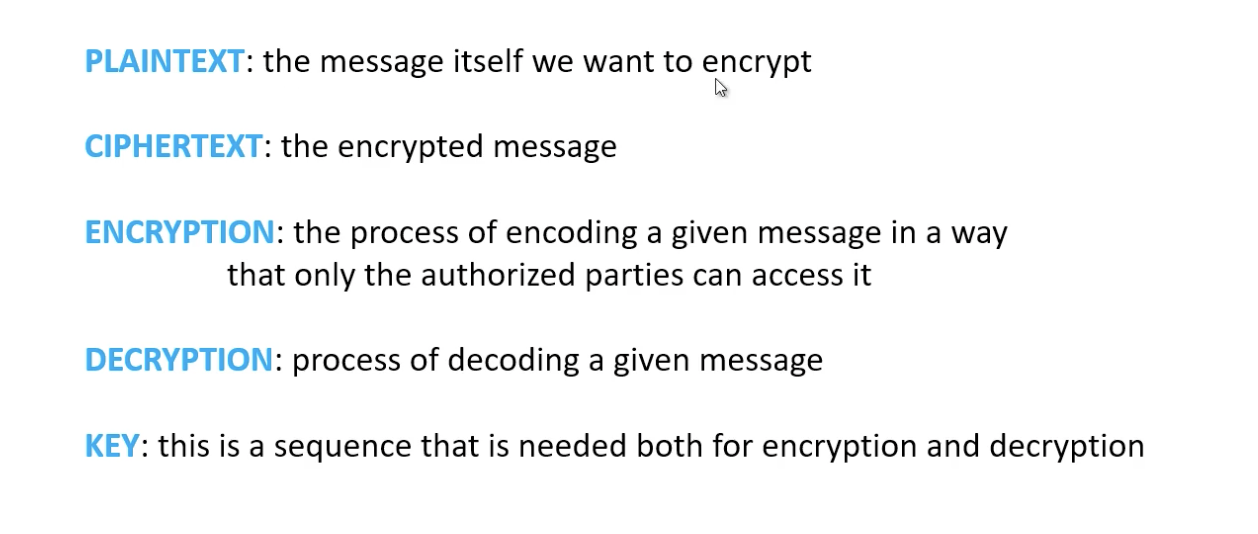 PLAINTEXT: the message itself we want to encrypt
CIPHERTEXT: the encrypted message
ENCRYPTION: the process of encoding a given message in a way
that only the authorized parties can access it
DECRYPTION: process of decoding a given message
KEY: this is a sequence that is needed both for encryption and decryption